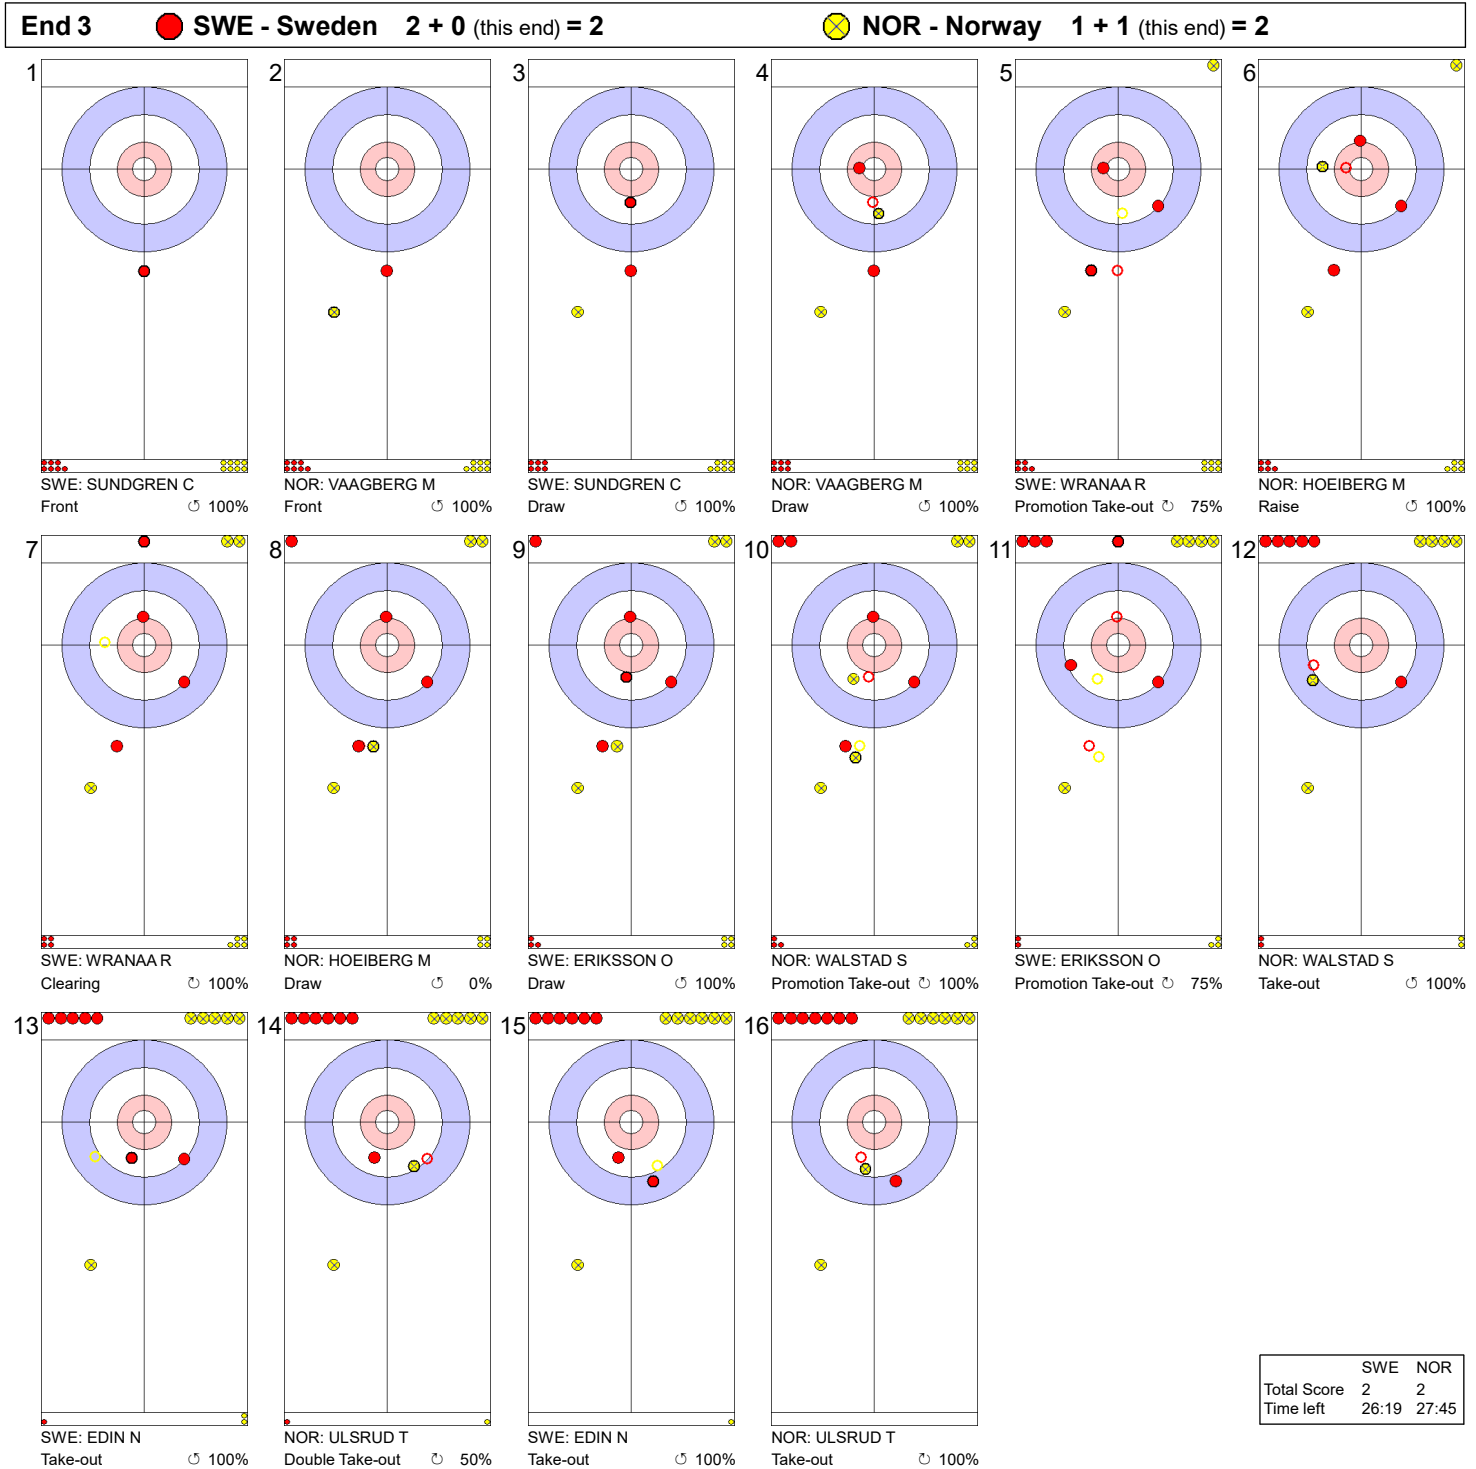 End 3 SWE - Sweden 2 + 0 (this end) = 2 NOR - Norway 1 + 1 (this end) = 2
1 2 3 4 5 6
SWE: SUNDGREN C NOR: VAAGBERG M SWE: SUNDGREN C NOR: VAAGBERG M SWE: WRANAA R NOR: HOEIBERG M
Front ↺ 100% Front ↺ 100% Draw ↺ 100% Draw ↺ 100% Promotion Take-out ↻ 75% Raise ↺ 100%
7 8 9 10 11 12
SWE: WRANAA R NOR: HOEIBERG M SWE: ERIKSSON O NOR: WALSTAD S SWE: ERIKSSON O NOR: WALSTAD S
Clearing ↻ 100% Draw ↺ 0% Draw ↺ 100% Promotion Take-out ↻ 100% Promotion Take-out ↻ 75% Take-out ↺ 100%
13 14 15 16
SWE NOR
Total Score 2 2
Time left 26:19 27:45
SWE: EDIN N NOR: ULSRUD T SWE: EDIN N NOR: ULSRUD T
Take-out ↺ 100% Double Take-out ↻ 50% Take-out ↺ 100% Take-out ↺ 100%